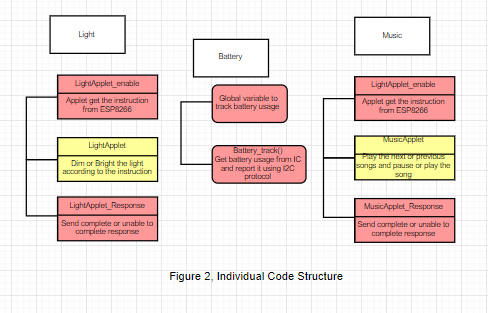 Light
Battery
Music
LightApplet_enable
Applet get the instruction
from ESP8266
LightApplet
Dim or Bright the light
according to the instruction
LightApplet_Response
Send complete or unable to
complete response
Global variable to
track battery usage
Battery_track()
Get battery usage from IC
and report it using I2C
protocol
LightApplet_enable
Applet get the instruction
from ESP8266
MusicApplet
Play the next or previous
songs and pause or play the
song
MusicApplet_Response
Send complete or unable to
complete response
Figure 2, Individual Code Structure